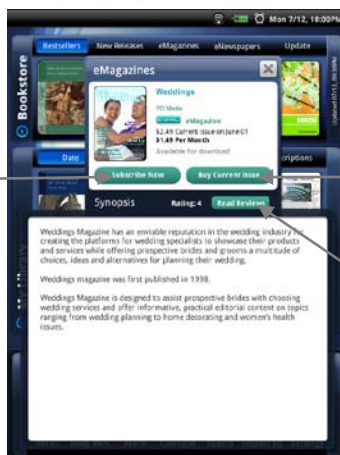 Mon 7/12, 10:00PM
Bestsellers New Releases eMagazines eNewspapers Update
Bookstore
eMagazines
Weddings
PD Media
eMagazine
$2.49 Current issue on June 01
$1.49 Per Month
Available for download
Date
Subscribe Now Buy Current Issue
Synopsis Rating: 4 Read Reviews
Weddings Magazine has an enviable reputation in the wedding industry for
creating the platforms for wedding specialists to showcase their products
and services while offering prospective brides and grooms a multitude of
choices, ideas and alternatives for planning their wedding.
Weddings magazine was first published in 1998.
Weddings Magazine is designed to assist prospective brides with choosing
wedding services and offer informative, practical editorial content on topics
ranging from wedding planning to home decorating and women's health
issues.